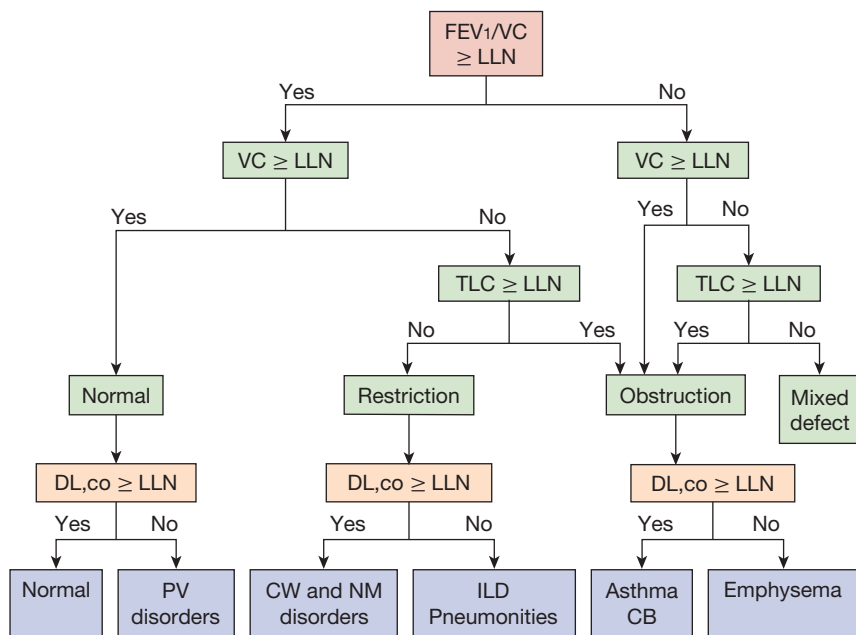 FEV1/VC
≥ LLN
Yes
No
VC ≥ LLN
VC ≥ LLN
Yes
No
Yes
No
TLC ≥ LLN
TLC ≥ LLN
No
Yes
Yes
No
Normal
Restriction
Obstruction
Mixed
defect
DL,co ≥ LLN
DL,co ≥ LLN
DL,co ≥ LLN
Yes
No
Yes
No
Yes
No
Normal
PV
disorders
CW and NM
disorders
ILD
Pneumonities
Asthma
CB
Emphysema